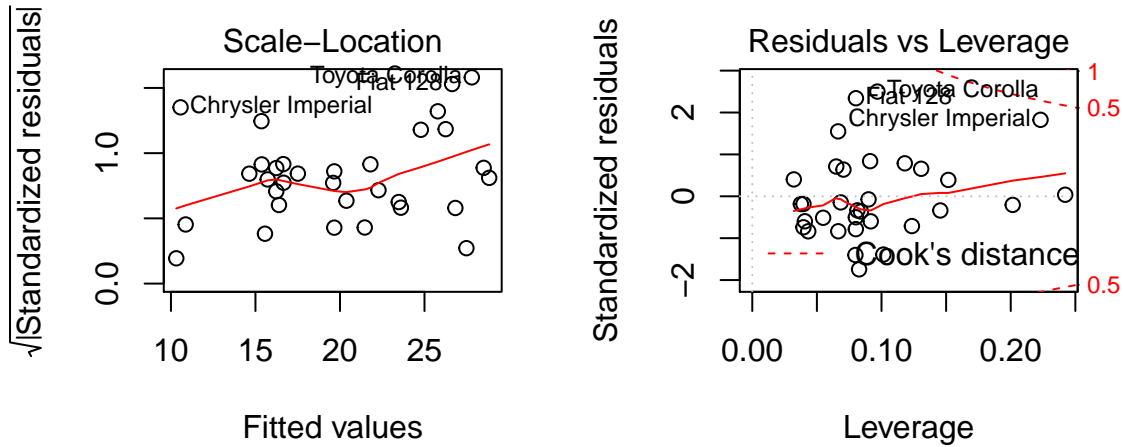 Scale−Location
√|Standardized residuals|
0.0
1.0
Toyota Corolla
Fiat 128
Chrysler Imperial
10
15
20
25
Fitted values
Residuals vs Leverage
Standardized residuals
−2
0
2
Toyota Corolla
Fiat 128
Chrysler Imperial
Cook's distance
1
0.5
0.5
0.00
0.10
0.20
Leverage